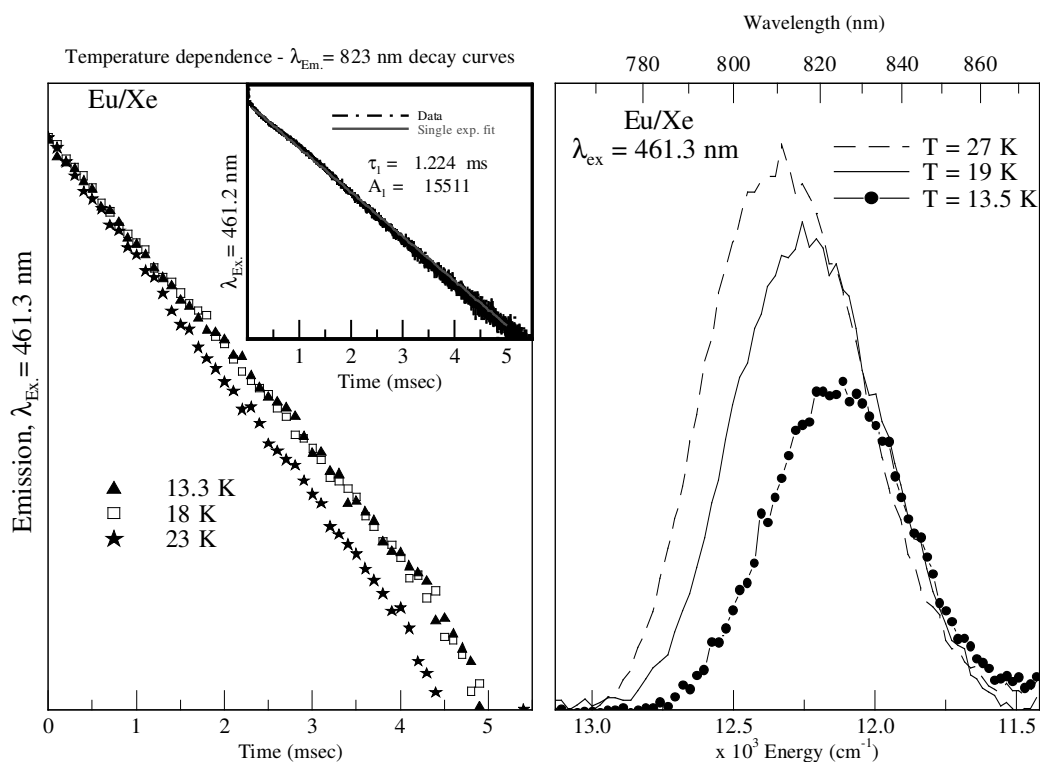 Temperature dependence - λEm.= 823 nm decay curves
Eu/Xe
Emission, λEx.= 461.3 nm
13.3 K
18 K
23 K
0 1 2 3 4 5
Time (msec)
λEx.= 461.2 nm
Data
Single exp. fit
τ1 = 1.224 ms
A1 = 15511
0 1 2 3 4 5
Time (msec)
Wavelength (nm)
780 800 810 820 830 840 860
Eu/Xe
λex = 461.3 nm
T = 27 K
T = 19 K
T = 13.5 K
13.0 12.5 12.0 11.5
x 10³ Energy (cm⁻¹)